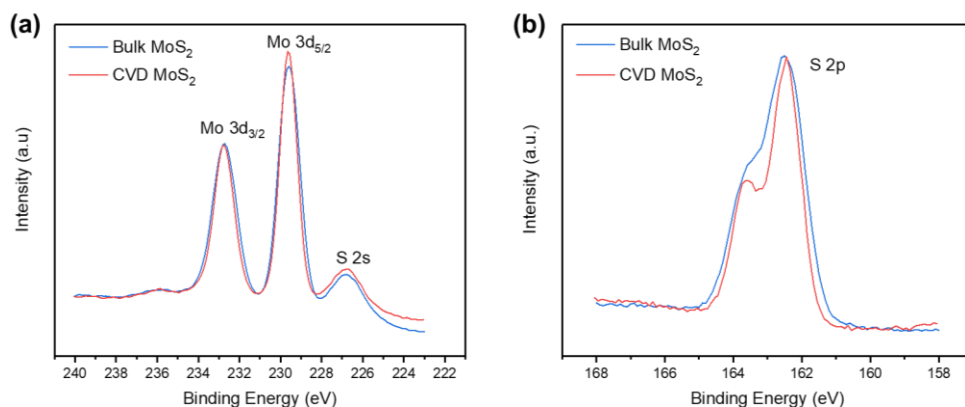 (a)
Bulk MoS₂
CVD MoS₂
Mo 3d₅/₂
Mo 3d₃/₂
S 2s
Intensity (a.u)
240 238 236 234 232 230 228 226 224 222
Binding Energy (eV)
(b)
Bulk MoS₂
CVD MoS₂
S 2p
Intensity (a.u.)
168 166 164 162 160 158
Binding Energy (eV)